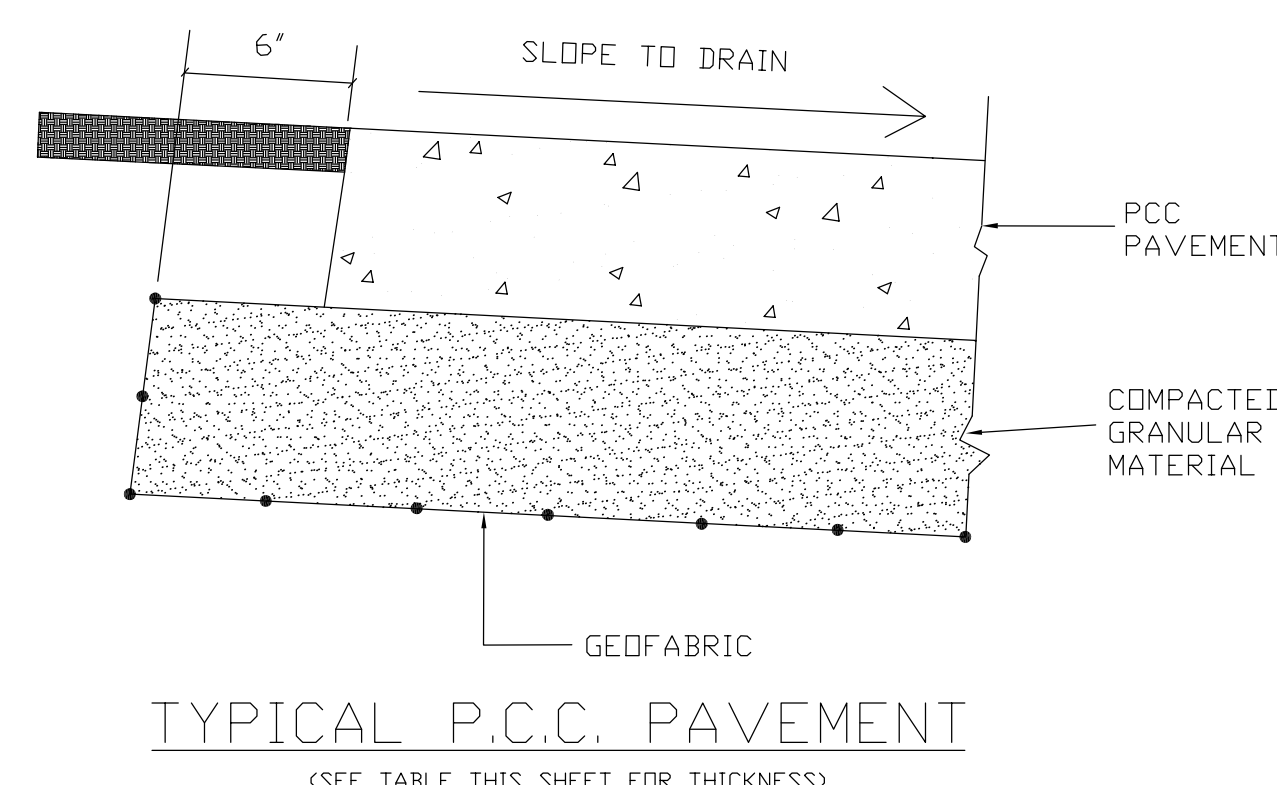 6"
SLOPE TO DRAIN
PCC
PAVEMENT
COMPACTED
GRANULAR
MATERIAL
GEOFABRIC
TYPICAL P.C.C. PAVEMENT
(SEE TABLE THIS SHEET FOR THICKNESS)